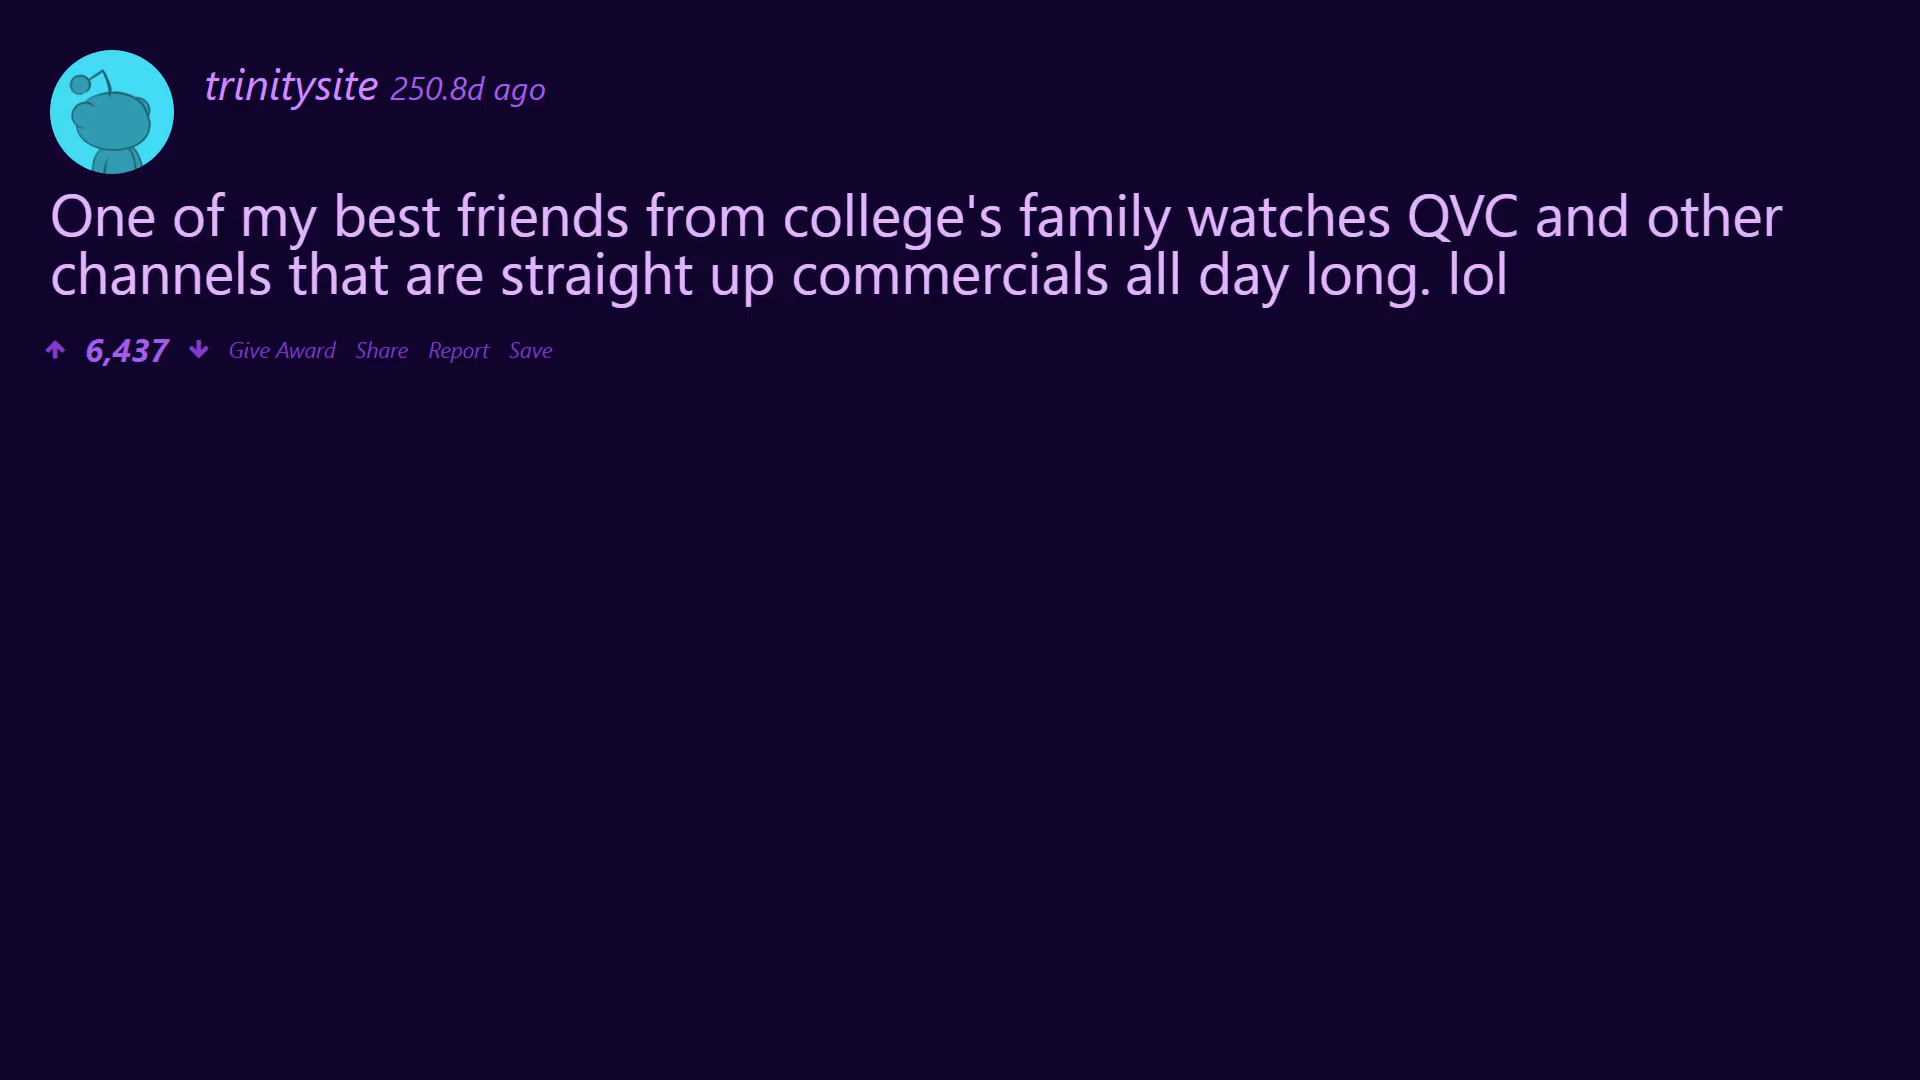 trinitysite 250.8d ago
One of my best friends from college's family watches QVC and other
channels that are straight up commercials all day long. lol
6,437 Give Award Share Report Save